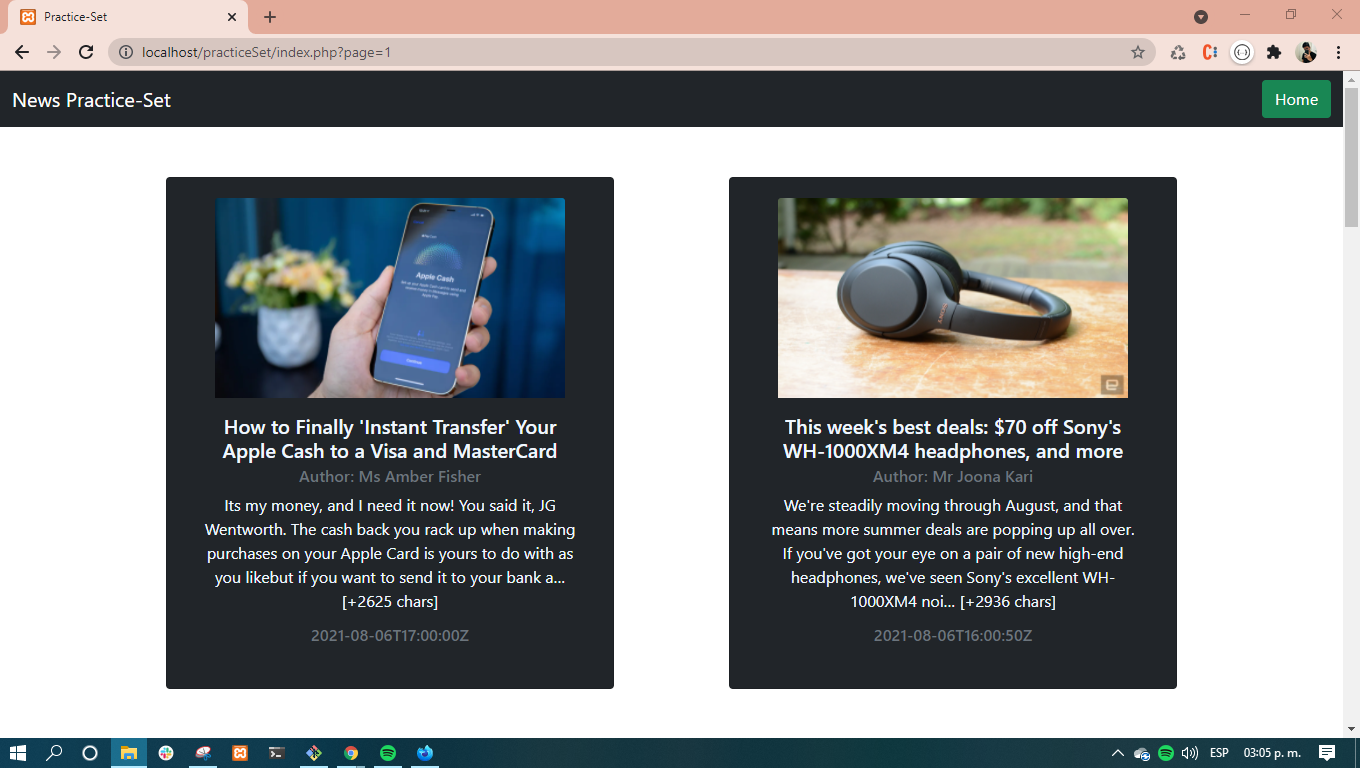 Practice-Set
localhost/practiceSet/index.php?page=1
News Practice-Set
Home
Apple Cash
Continue
SONY
How to Finally 'Instant Transfer' Your
Apple Cash to a Visa and MasterCard
Author: Ms Amber Fisher
Its my money, and I need it now! You said it, JG
Wentworth. The cash back you rack up when making
purchases on your Apple Card is yours to do with as
you likebut if you want to send it to your bank a...
[+2625 chars]
2021-08-06T17:00:00Z
This week's best deals: $70 off Sony's
WH-1000XM4 headphones, and more
Author: Mr Joona Kari
We're steadily moving through August, and that
means more summer deals are popping up all over.
If you've got your eye on a pair of new high-end
headphones, we've seen Sony's excellent WH-
1000XM4 noi... [+2936 chars]
2021-08-06T16:00:50Z
ESP
03:05 p. m.